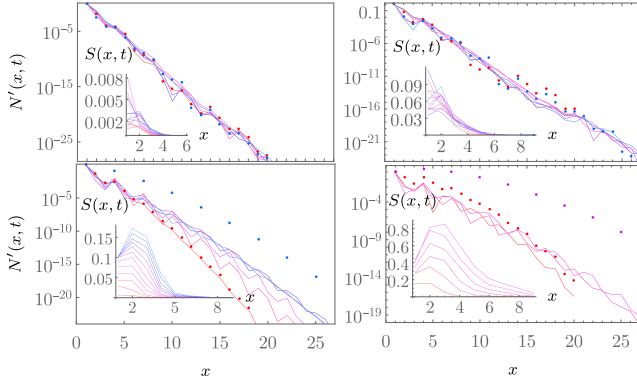 10^{-5}
10^{-15}
10^{-25}
N′(x,t)
S(x,t)
0.008
0.005
0.002
2 4 6
x
0.1
10^{-6}
10^{-11}
10^{-16}
10^{-21}
S(x,t)
0.09
0.06
0.03
2 4 6 8
x
10^{-5}
10^{-10}
10^{-15}
10^{-20}
N′(x,t)
S(x,t)
0.15
0.1
0.05
2 5 8
x
0 5 10 15 20 25
x
10^{-4}
10^{-9}
10^{-14}
10^{-19}
S(x,t)
0.8
0.6
0.4
0.2
2 4 6 8
x
0 5 10 15 20 25
x